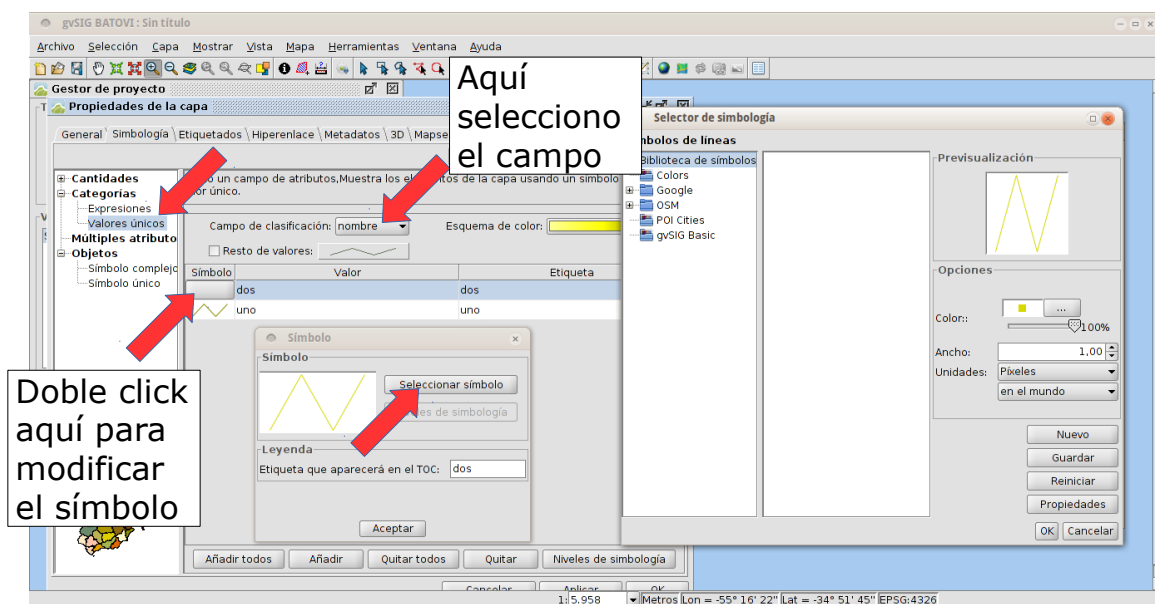 gvSIG BATOVI : Sin título
Archivo Selección Capa Mostrar Vista Mapa Herramientas Ventana Ayuda
Gestor de proyecto
Propiedades de la capa
General Simbología Etiquetados Hiperenlace Metadatos 3D
Aquí
selecciono
el campo
Cantidades
Categorías
Expresiones
Valores únicos
Múltiples atributo
Objetos
Símbolo complejo
Símbolo único
un campo de atributos,Muestra los
de la capa usando un símbolo
por único.
Campo de clasificación: nombre
Esquema de color:
Resto de valores:
Símbolo Valor Etiqueta
dos dos
uno uno
Símbolo
Símbolo
Seleccionar símbolo
de simbología
Leyenda
Etiqueta que aparecerá en el TOC: dos
Aceptar
Doble click
aquí para
modificar
el símbolo
Añadir todos Añadir Quitar todos Quitar Niveles de simbología
Cancelar Aplicar OK
Selector de simbología
de líneas
Biblioteca de símbolos
Colors
Google
OSM
POI Cities
gvSIG Basic
Previsualización
Opciones
Color::
...
100%
Ancho: 1,00
Unidades: Píxeles
en el mundo
Nuevo
Guardar
Reiniciar
Propiedades
OK Cancelar
1: 5.958 Metros Lon = -55° 16' 22" Lat = -34° 51' 45" EPSG:4326